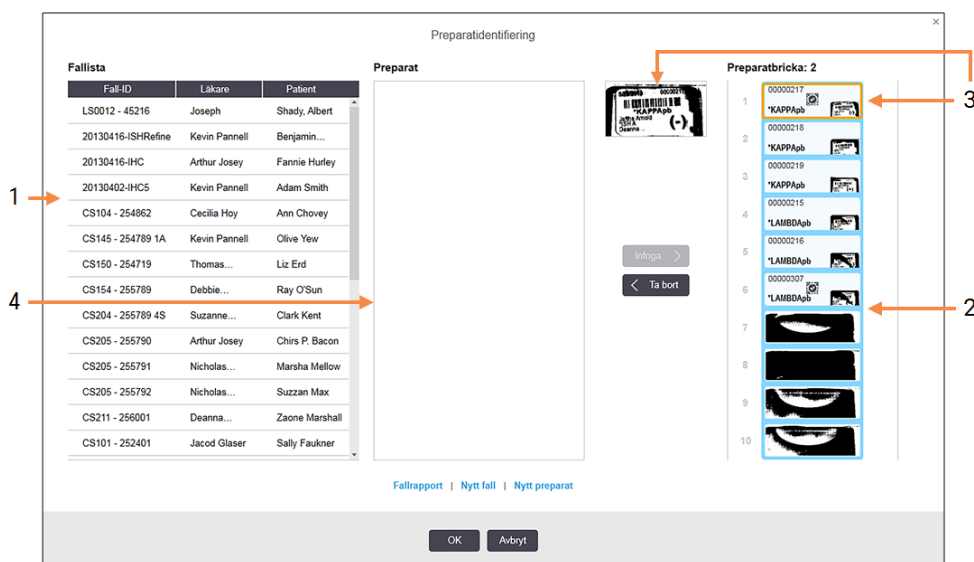 Preparatidentifiering
×
Fallista
Fall-ID Läkare Patient
LS0012 - 45216 Joseph Shady, Albert
20130416-ISHRefine Kevin Pannell Benjamin...
20130416-IHC Arthur Josey Fannie Hurley
20130402-IHC5 Kevin Pannell Adam Smith
CS104 - 254862 Cecilia Hoy Ann Chovey
CS145 - 254789 1A Kevin Pannell Olive Yew
CS150 - 254719 Thomas... Liz Erd
CS154 - 255789 Debbie... Ray O'Sun
CS204 - 255789 4S Suzanne... Clark Kent
CS205 - 255790 Arthur Josey Chirs P. Bacon
CS205 - 255791 Nicholas... Marsha Mellow
CS205 - 255792 Nicholas... Suzzan Max
CS211 - 256001 Deanna... Zaone Marshall
CS101 - 252401 Jacod Glaser Sally Faukner
1
4
Preparat
*KAPPApb
Deanna...
(-)
Infoga >
< Ta bort
Preparatbricka: 2
1 00000217
*KAPPApb
2 00000218
*KAPPApb
3 00000219
*KAPPApb
4 00000215
*LAMBDApb
5 00000216
*LAMBDApb
6 00000307
*LAMBDApb
7
8
9
10
3
2
Fallrapport | Nytt fall | Nytt preparat
OK Avbryt